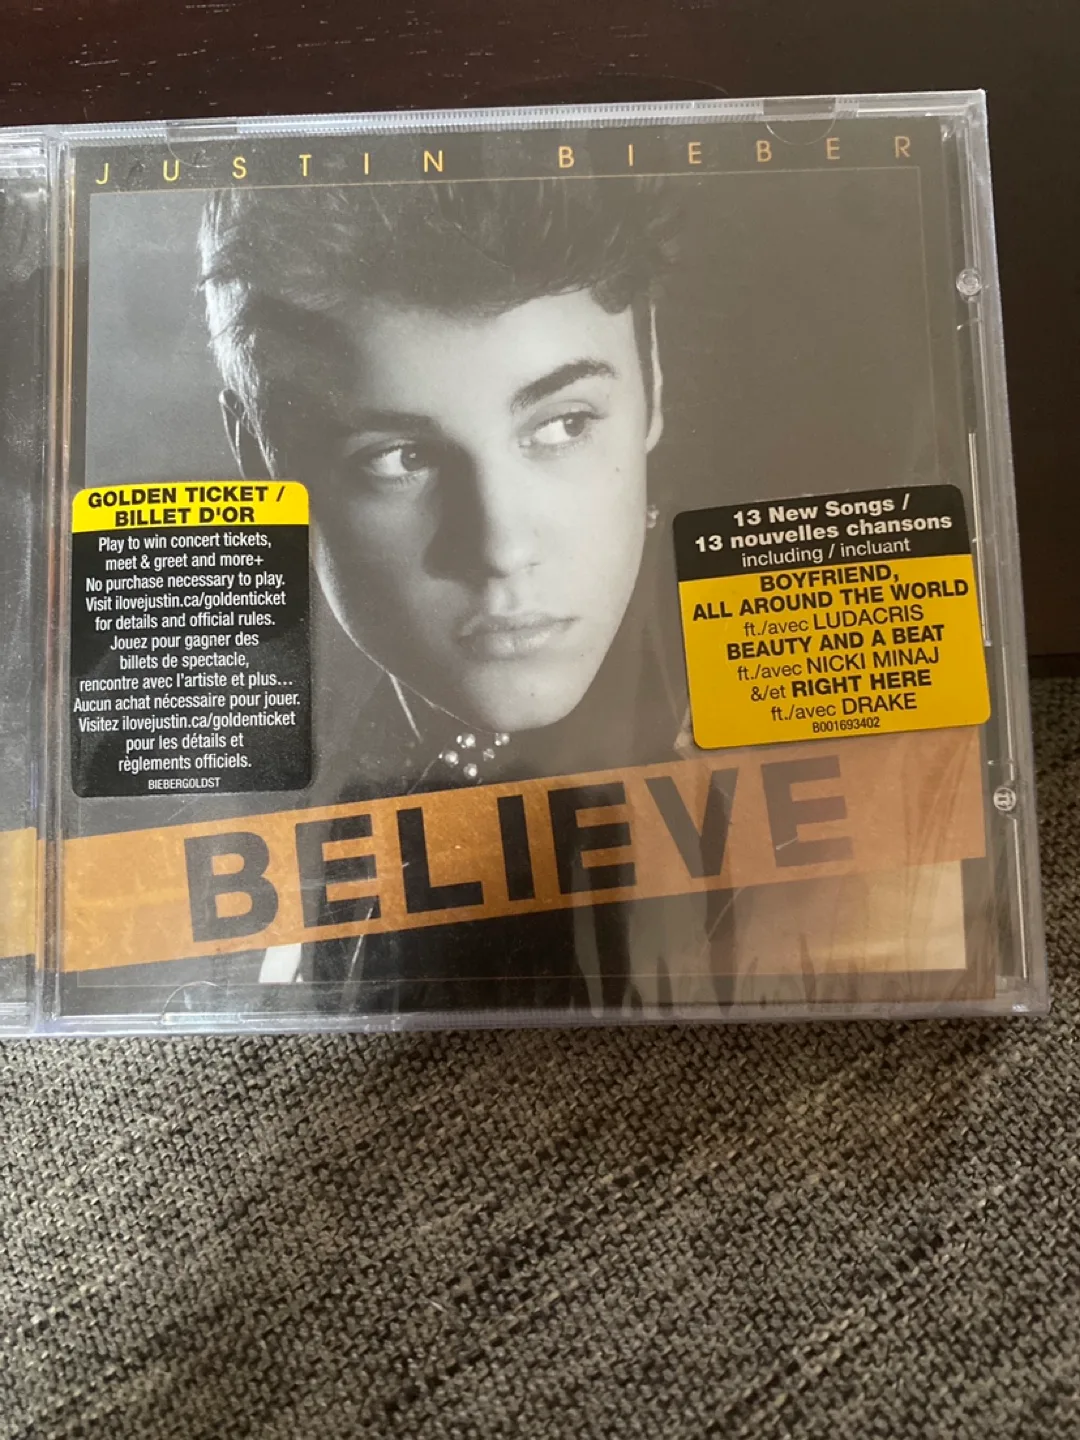 JUSTIN BIEBER
GOLDEN TICKET /
BILLET D'OR
Play to win concert tickets,
meet & greet and more+
No purchase necessary to play.
Visit ilovejustin.ca/goldenticket
for details and official rules.
Jouez pour gagner des
billets de spectacle,
rencontre avec l'artiste et plus...
Aucun achat nécessaire pour jouer.
Visitez ilovejustin.ca/goldenticket
pour les détails et
règlements officiels.
BIEBERGOLDST
13 New Songs /
13 nouvelles chansons
including / incluant
BOYFRIEND,
ALL AROUND THE WORLD
ft./avec LUDACRIS
BEAUTY AND A BEAT
ft./avec NICKI MINAJ
&/et RIGHT HERE
ft./avec DRAKE
B001693402
BELIEVE